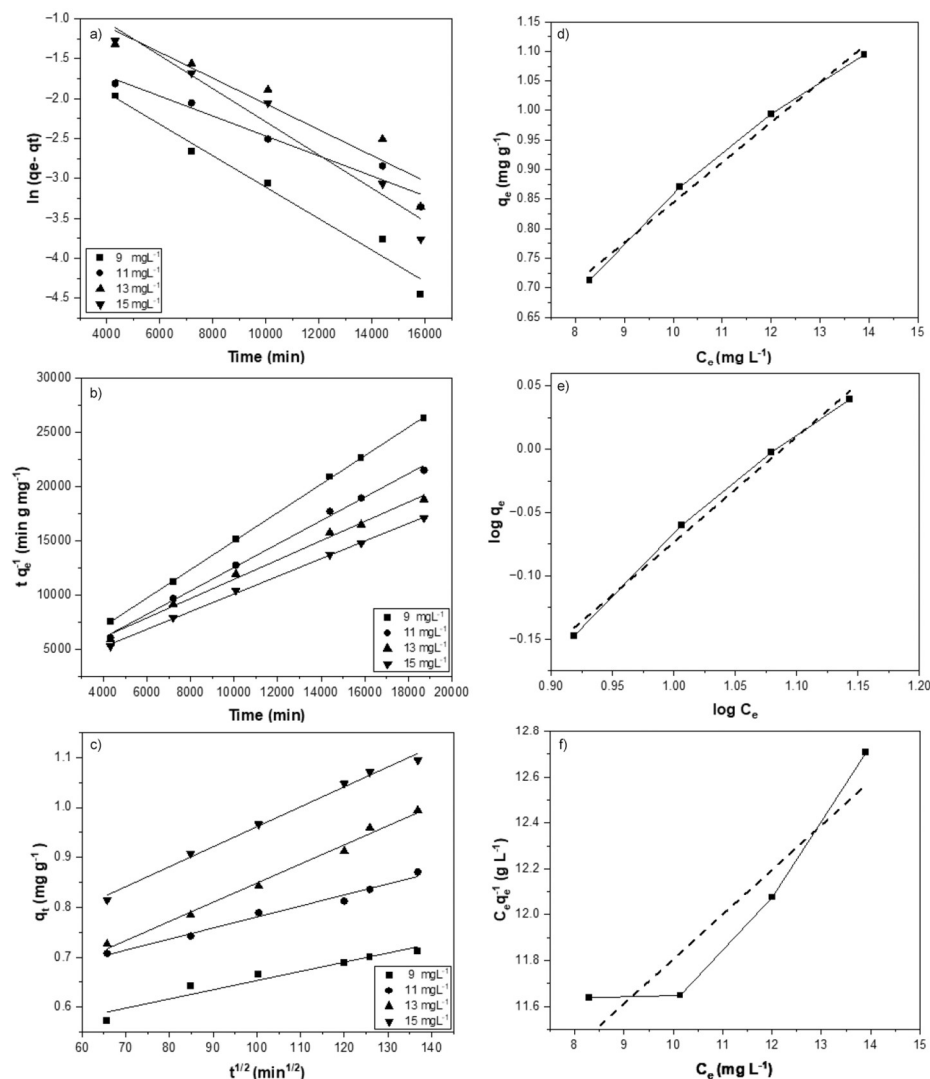 a)
−1.0
−1.5
−2.0
−2.5
−3.0
−3.5
−4.0
−4.5
ln (qe- qt)
9 mgL⁻¹
11 mgL⁻¹
13 mgL⁻¹
15 mgL⁻¹
4000 6000 8000 10000 12000 14000 16000
Time (min)
d)
1.15
1.10
1.05
1.00
0.95
0.90
0.85
0.80
0.75
0.70
0.65
qₑ (mg g⁻¹)
8 9 10 11 12 13 14 15
Cₑ (mg L⁻¹)
b)
30000
25000
20000
15000
10000
5000
t qₑ⁻¹ (min g mg⁻¹)
9 mgL⁻¹
11 mgL⁻¹
13 mgL⁻¹
15 mgL⁻¹
4000 6000 8000 10000 12000 14000 16000 18000 20000
Time (min)
e)
0.05
0.00
−0.05
−0.10
−0.15
log qₑ
0.90 0.95 1.00 1.05 1.10 1.15 1.20
log Cₑ
c)
1.1
1.0
0.9
0.8
0.7
0.6
qₜ (mg g⁻¹)
9 mgL⁻¹
11 mgL⁻¹
13 mgL⁻¹
15 mgL⁻¹
60 70 80 90 100 110 120 130 140
t¹/² (min¹/²)
f)
12.8
12.6
12.4
12.2
12.0
11.8
11.6
Cₑqₑ⁻¹ (g L⁻¹)
8 9 10 11 12 13 14 15
Cₑ (mg L⁻¹)